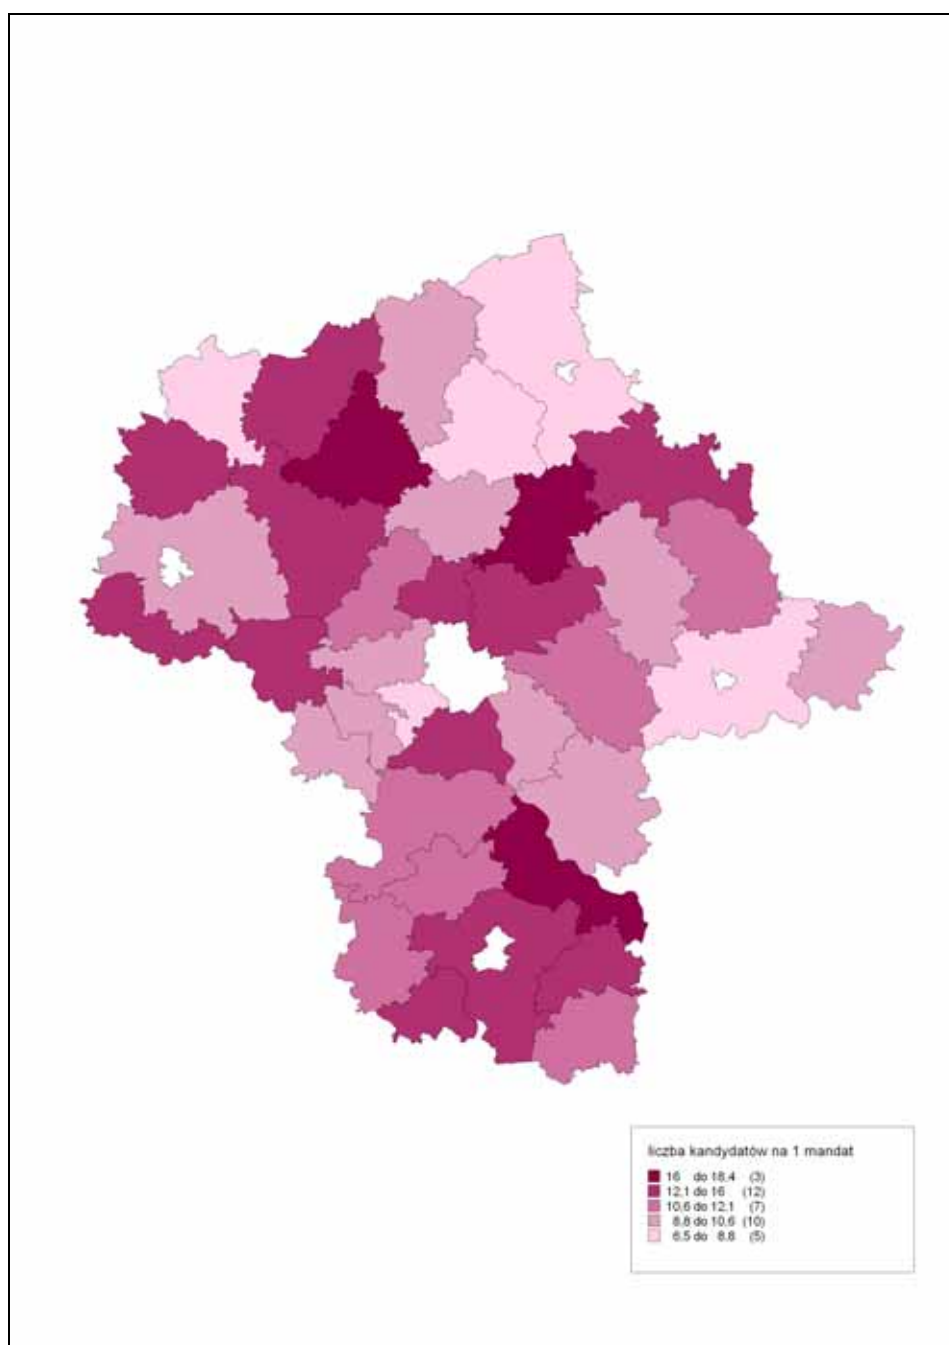 liczba kandydatów na 1 mandat
16 do 18,4 (3)
12,1 do 16 (12)
10,6 do 12,1 (7)
8,8 do 10,6 (10)
6,5 do 8,8 (5)